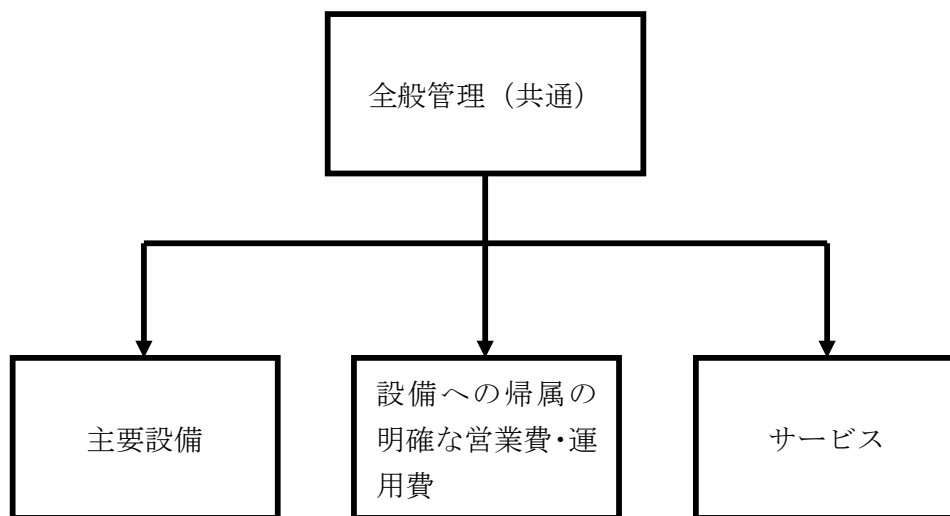 全般管理（共通）
主要設備
設備への帰属の
明確な営業費・運
用費
サービス